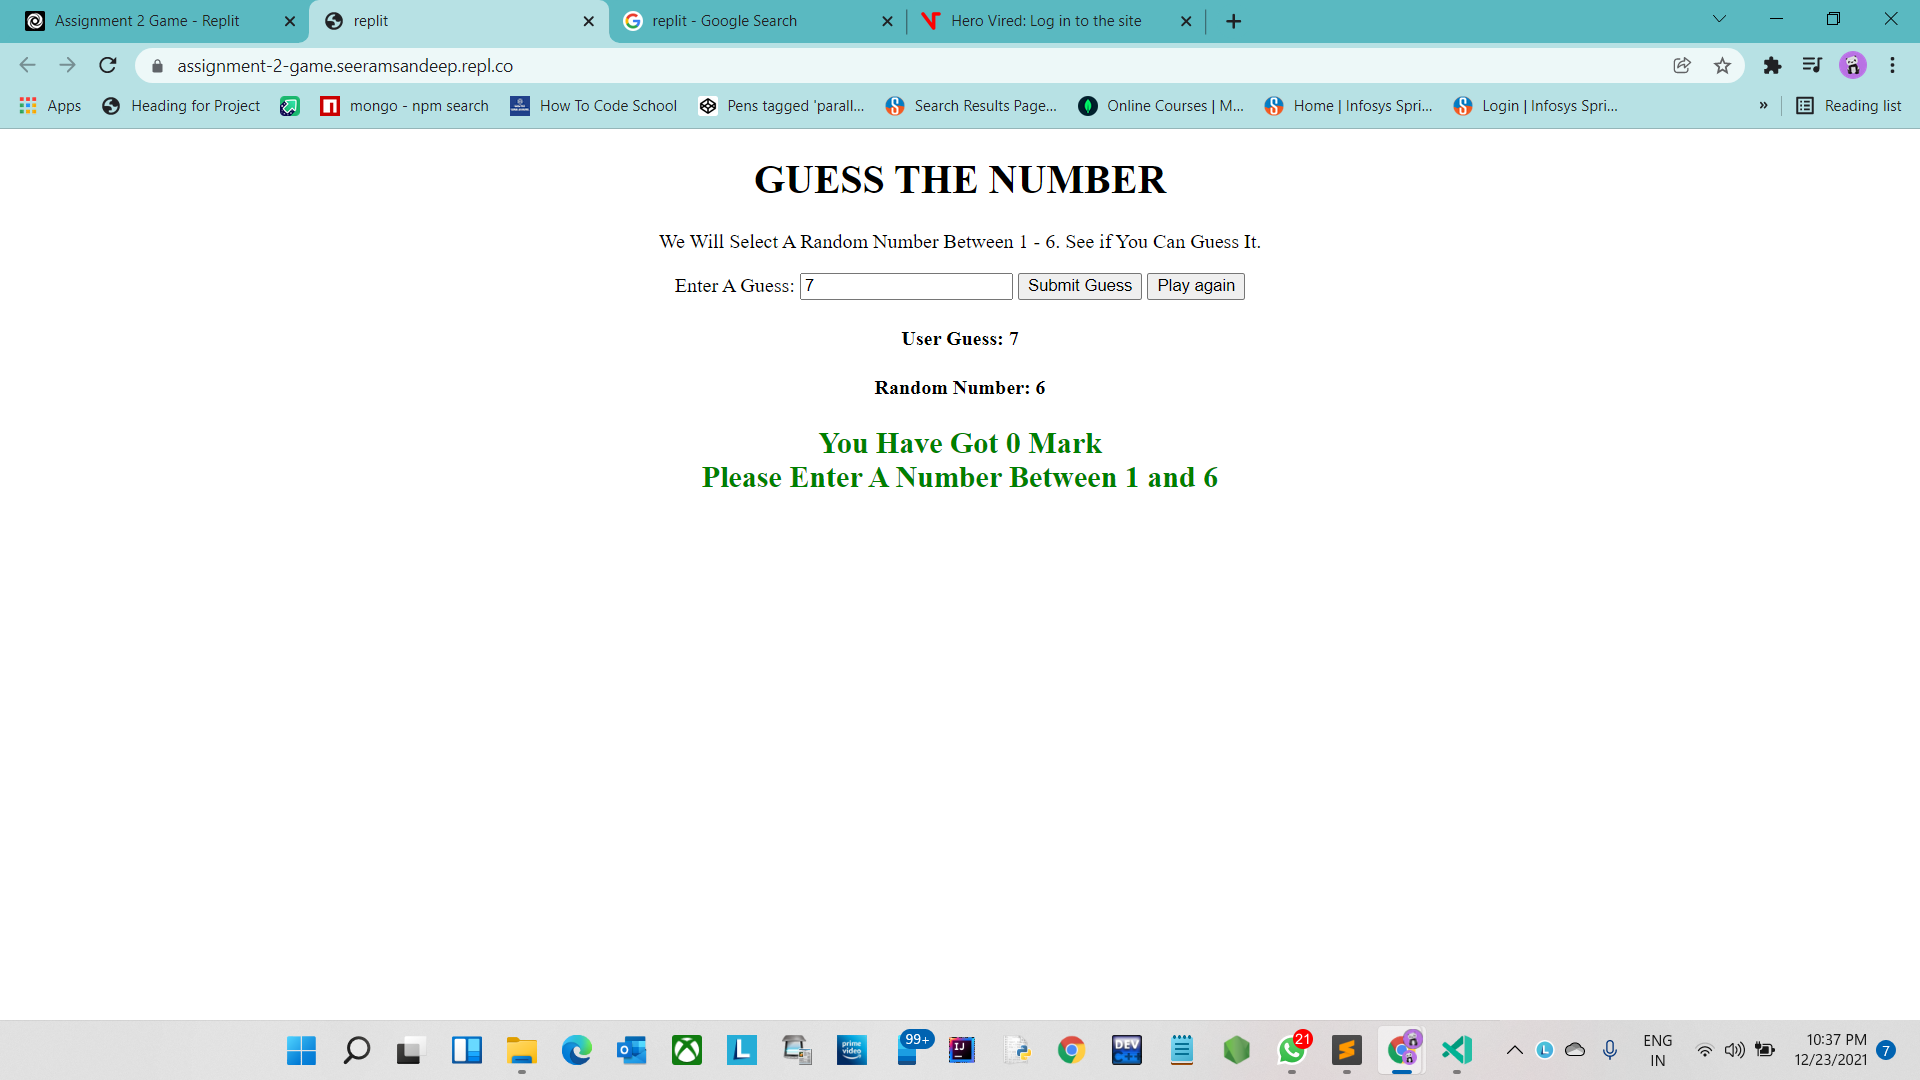 Assignment 2 Game - Replit
replit
replit - Google Search
Hero Vired: Log in to the site
assignment-2-game.seeramsandeep.repl.co
Apps
Heading for Project
mongo - npm search
How To Code School
Pens tagged 'parall...
Search Results Page...
Online Courses | M...
Home | Infosys Spri...
Login | Infosys Spri...
»
Reading list
GUESS THE NUMBER
We Will Select A Random Number Between 1 - 6. See if You Can Guess It.
Enter A Guess: 7 Submit Guess Play again
User Guess: 7
Random Number: 6
You Have Got 0 Mark
Please Enter A Number Between 1 and 6
L
prime video
99+
IJ
DEV C++
21
L
ENG
IN
10:37 PM
12/23/2021
7